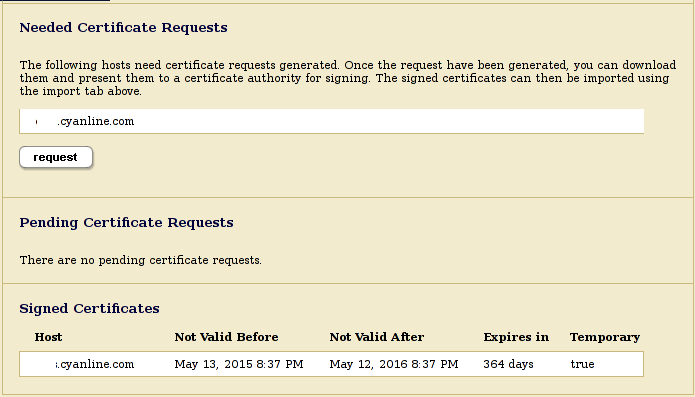 Needed Certificate Requests
The following hosts need certificate requests generated. Once the request have been generated, you can download
them and present them to a certificate authority for signing. The signed certificates can then be imported using
the import tab above.
.cyanline.com
request
Pending Certificate Requests
There are no pending certificate requests.
Signed Certificates
Host Not Valid Before Not Valid After Expires in Temporary
.cyanline.com May 13, 2015 8:37 PM May 12, 2016 8:37 PM 364 days true